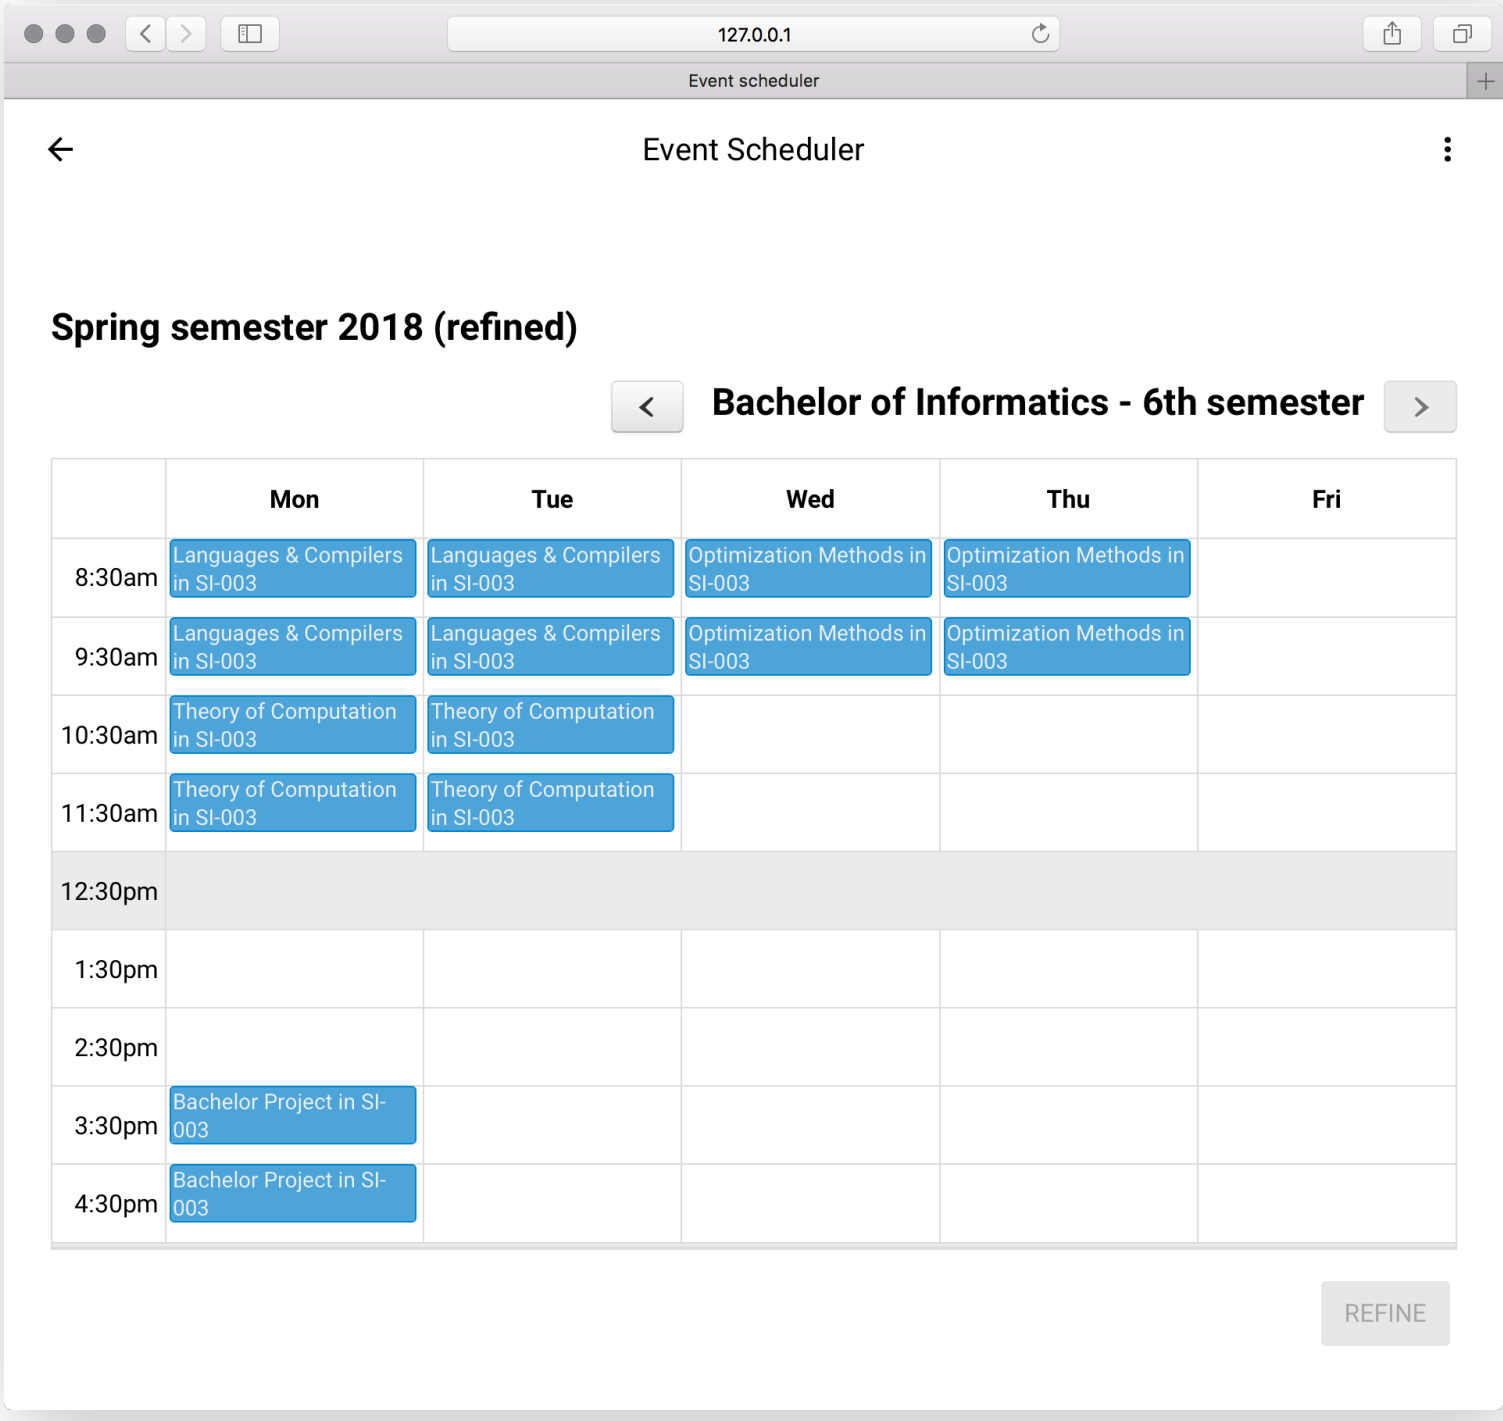 127.0.0.1
Event scheduler
Event Scheduler
Spring semester 2018 (refined)
Bachelor of Informatics - 6th semester
Mon Tue Wed Thu Fri
8:30am
Languages & Compilers
in SI-003
Languages & Compilers
in SI-003
Optimization Methods in
SI-003
Optimization Methods in
SI-003
9:30am
Languages & Compilers
in SI-003
Languages & Compilers
in SI-003
Optimization Methods in
SI-003
Optimization Methods in
SI-003
10:30am
Theory of Computation
in SI-003
Theory of Computation
in SI-003
11:30am
Theory of Computation
in SI-003
Theory of Computation
in SI-003
12:30pm
1:30pm
2:30pm
3:30pm
Bachelor Project in SI-
003
4:30pm
Bachelor Project in SI-
003
REFINE